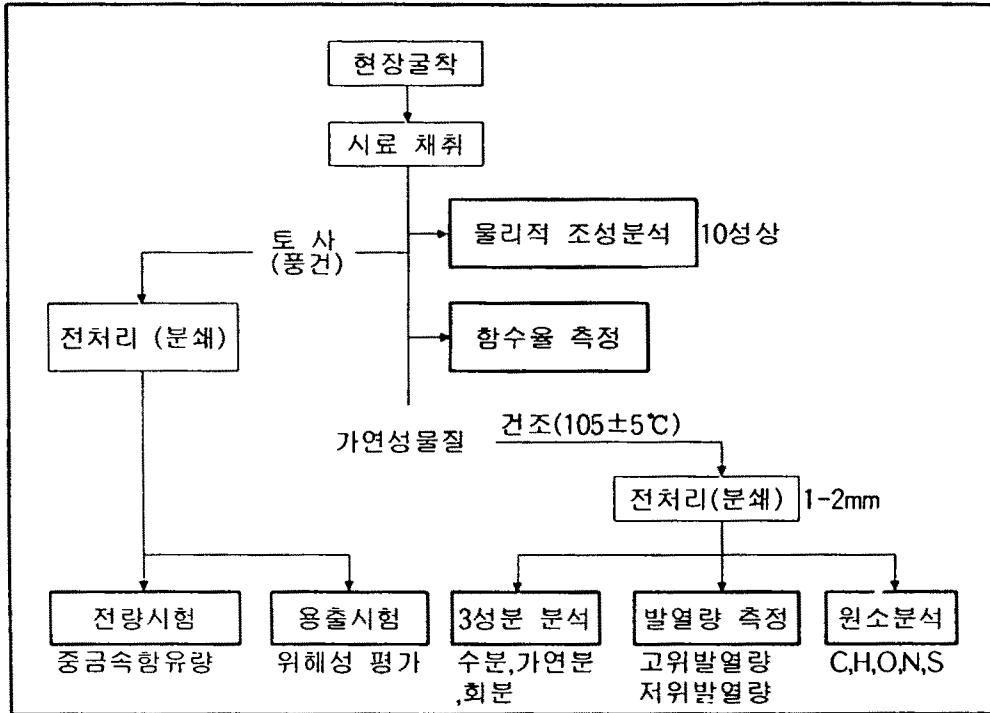 현장굴착
시료 채취
물리적 조성분석 10성상
토 사
(풍건)
전처리 (분쇄)
함수율 측정
건조(105±5℃)
가연성물질
전처리(분쇄) 1-2mm
전량시험 용출시험 3성분 분석 발열량 측정 원소분석
중금속함유량 위해성 평가 수분,가연분 고위발열량 C,H,O,N,S
,회분 저위발열량